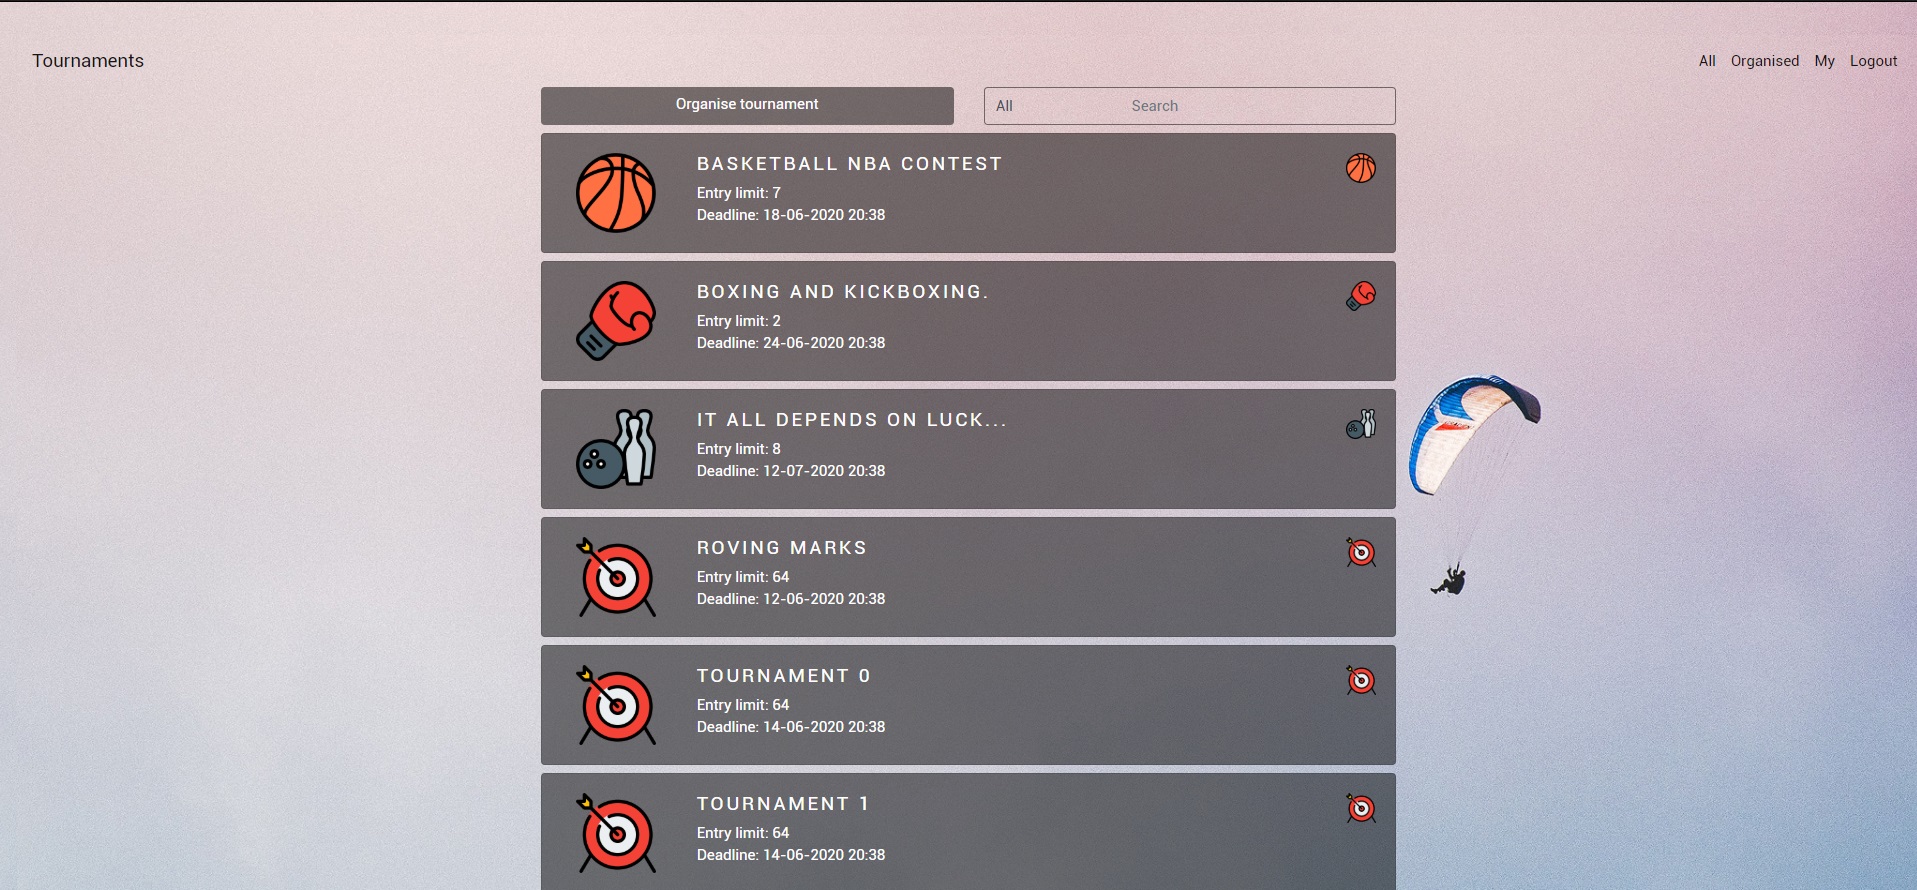 Tournaments
All Organised My Logout
Organise tournament
All Search
BASKETBALL NBA CONTEST
Entry limit: 7
Deadline: 18-06-2020 20:38
BOXING AND KICKBOXING.
Entry limit: 2
Deadline: 24-06-2020 20:38
IT ALL DEPENDS ON LUCK...
Entry limit: 8
Deadline: 12-07-2020 20:38
ROVING MARKS
Entry limit: 64
Deadline: 12-06-2020 20:38
TOURNAMENT 0
Entry limit: 64
Deadline: 14-06-2020 20:38
TOURNAMENT 1
Entry limit: 64
Deadline: 14-06-2020 20:38